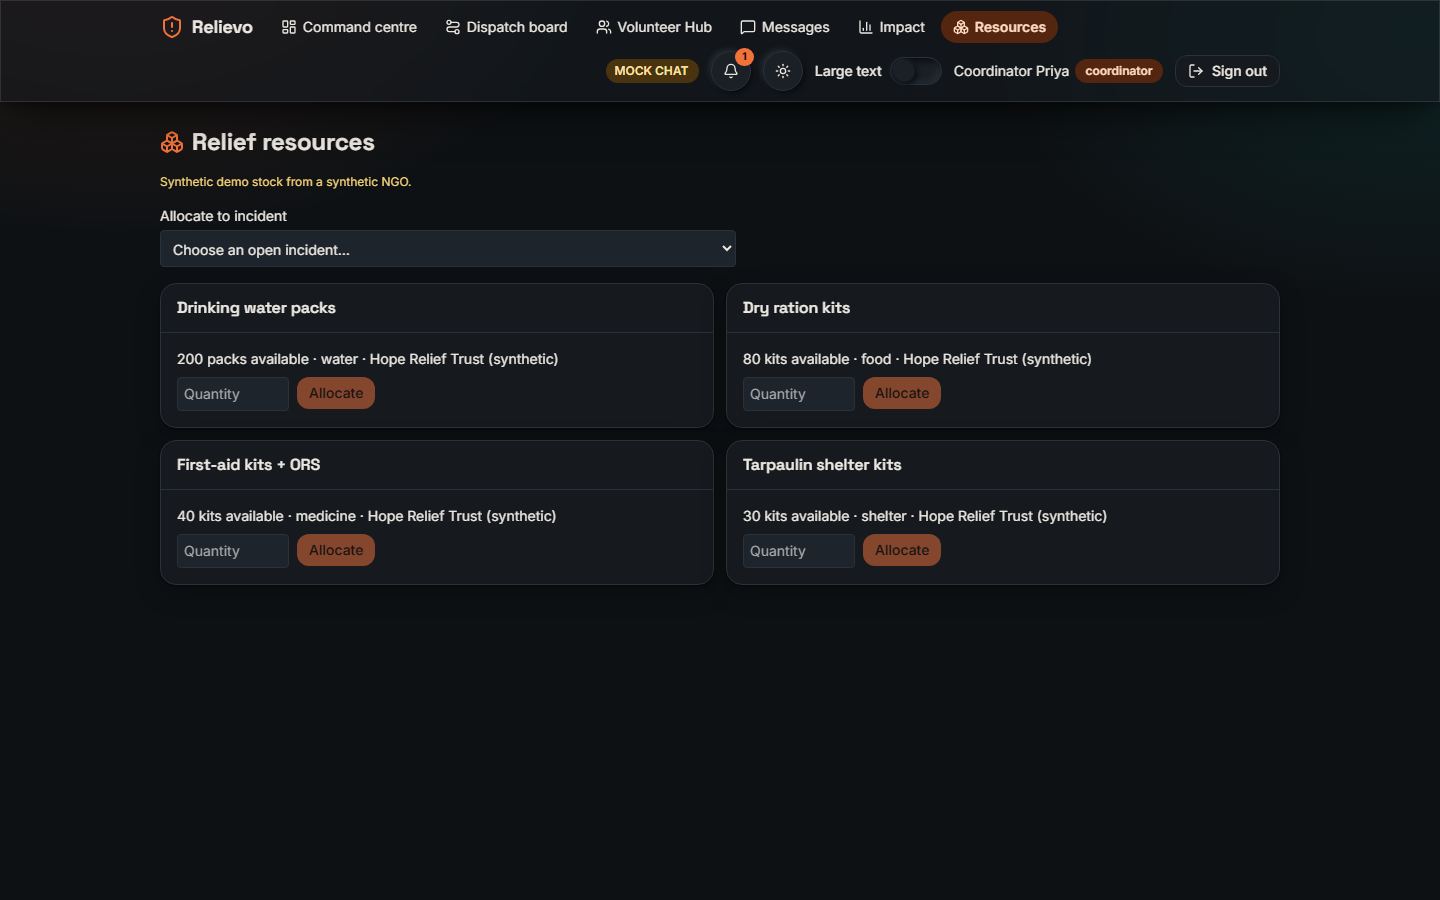 Relievo Command centre Dispatch board Volunteer Hub Messages Impact Resources
MOCK CHAT 1 Large text Coordinator Priya coordinator Sign out
Relief resources
Synthetic demo stock from a synthetic NGO.
Allocate to incident
Choose an open incident...
Drinking water packs
200 packs available · water · Hope Relief Trust (synthetic)
Quantity Allocate
Dry ration kits
80 kits available · food · Hope Relief Trust (synthetic)
Quantity Allocate
First-aid kits + ORS
40 kits available · medicine · Hope Relief Trust (synthetic)
Quantity Allocate
Tarpaulin shelter kits
30 kits available · shelter · Hope Relief Trust (synthetic)
Quantity Allocate